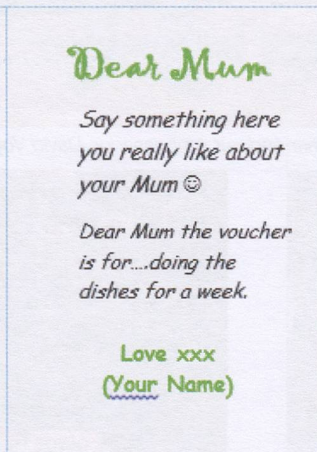 Dear Mum
Say something here
you really like about
your Mum ☺
Dear Mum the voucher
is for....doing the
dishes for a week.
Love xxx
(Your Name)